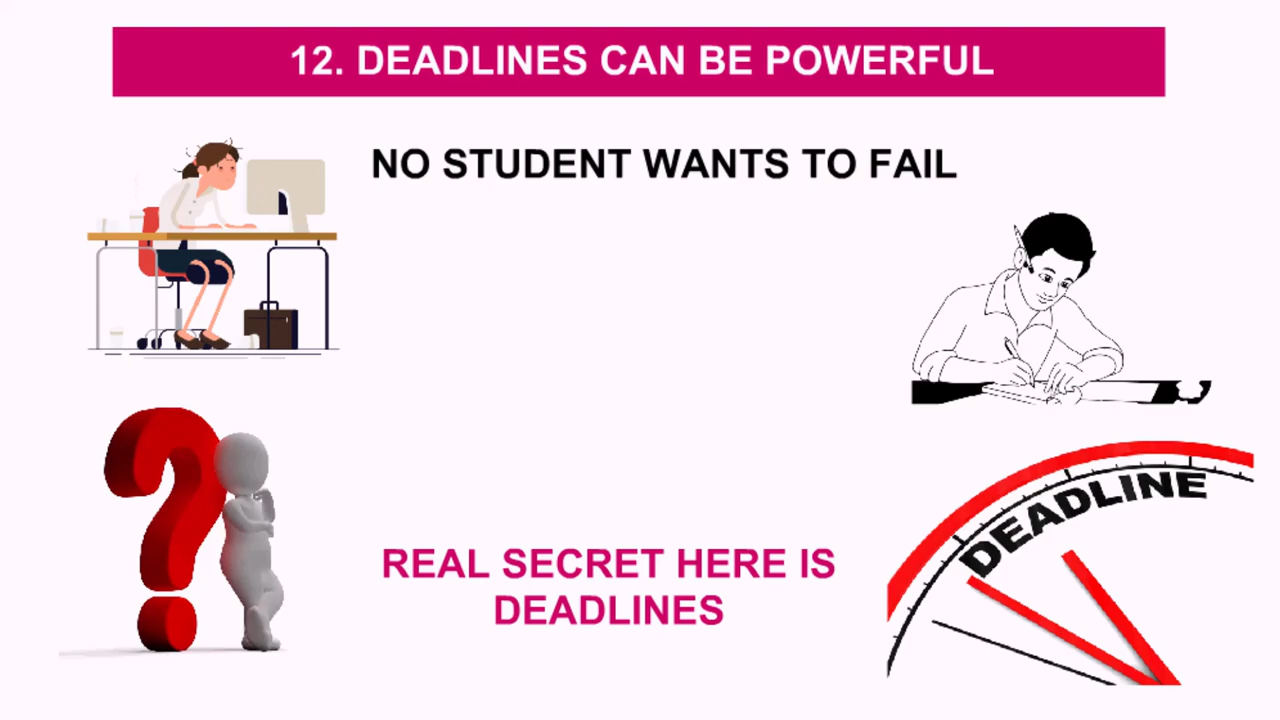 12. DEADLINES CAN BE POWERFUL
NO STUDENT WANTS TO FAIL
DEADLINE
REAL SECRET HERE IS
DEADLINES